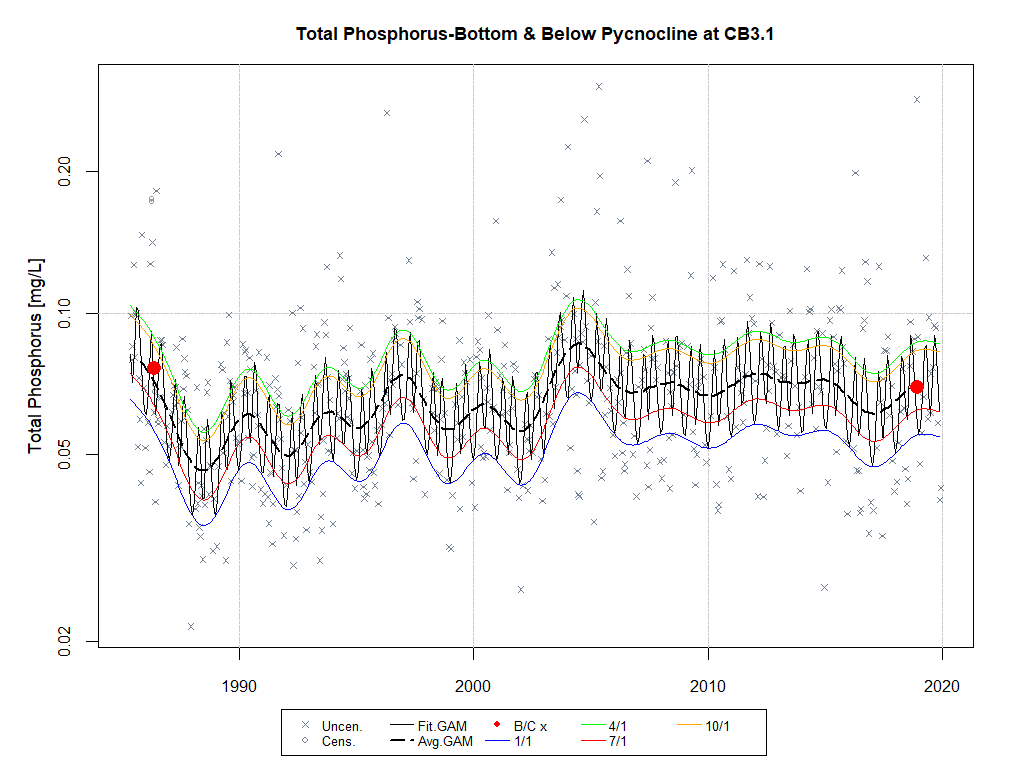 Total Phosphorus-Bottom & Below Pycnocline at CB3.1
Total Phosphorus [mg/L]
0.20
0.10
0.05
0.02
1990 2000 2010 2020
Uncen. Fit.GAM B/C x 4/1 10/1
Cens. Avg.GAM 1/1 7/1